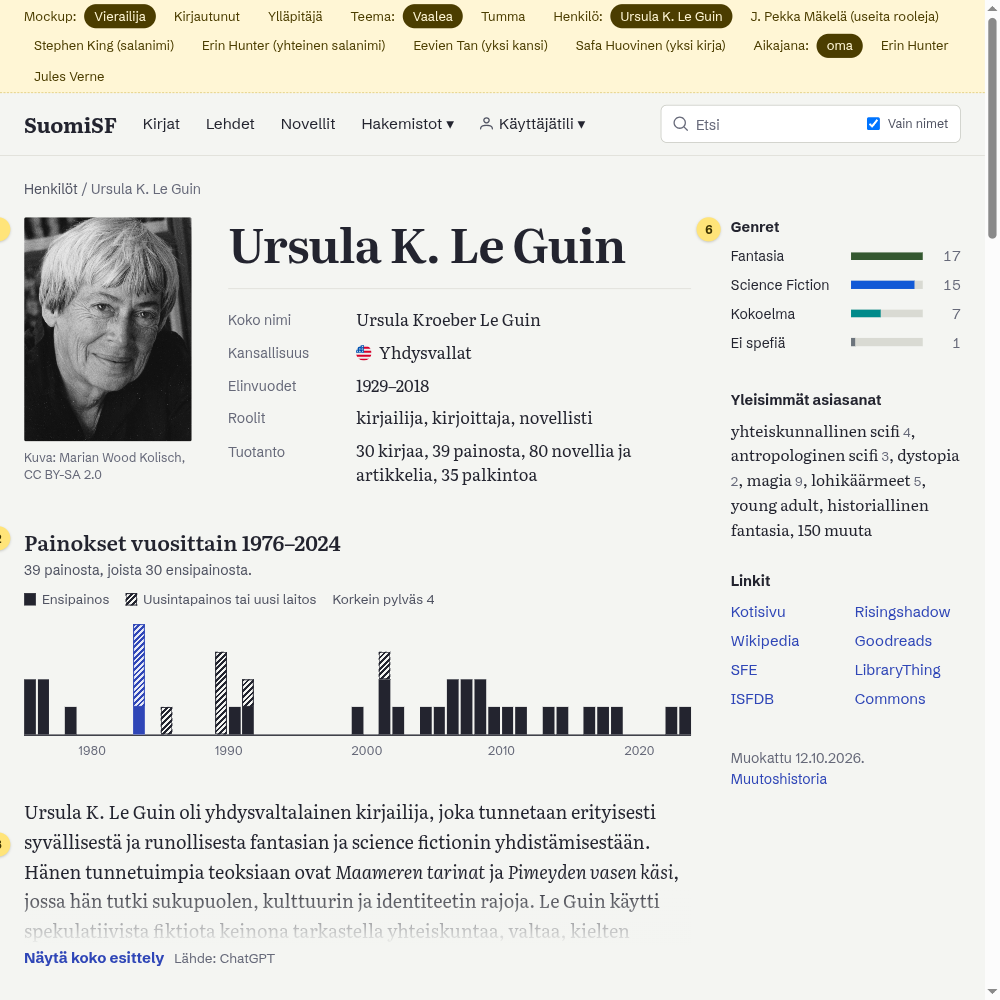 Mockup: Vierailija Kirjautunut Ylläpitäjä Teema: Vaalea Tumma Henkilö: Ursula K. Le Guin J. Pekka Mäkelä (useita rooleja)
Stephen King (salanimi) Erin Hunter (yhteinen salanimi) Eevien Tan (yksi kansi) Safa Huovinen (yksi kirja) Aikajana: oma Erin Hunter
Jules Verne
SuomiSF Kirjat Lehdet Novellit Hakemistot ▾ Käyttäjätili ▾ Etsi Vain nimet
Henkilöt / Ursula K. Le Guin
Ursula K. Le Guin
Koko nimi Ursula Kroeber Le Guin
Kansallisuus Yhdysvallat
Elinvuodet 1929–2018
Roolit kirjailija, kirjoittaja, novellisti
Tuotanto 30 kirjaa, 39 painosta, 80 novellia ja
artikkelia, 35 palkintoa
Kuva: Marian Wood Kolisch,
CC BY-SA 2.0
6 Genret
Fantasia 17
Science Fiction 15
Kokoelma 7
Ei spefiä 1
Yleisimmät asiasanat
yhteiskunnallinen scifi 4,
antropologinen scifi 3, dystopia
2, magia 9, lohikäärmeet 5,
young adult, historiallinen
fantasia, 150 muuta
Linkit
Kotisivu Risingshadow
Wikipedia Goodreads
SFE LibraryThing
ISFDB Commons
Muokattu 12.10.2026.
Muutoshistoria
Painokset vuosittain 1976–2024
39 painosta, joista 30 ensipainosta.
Ensipainos Uusintapainos tai uusi laitos Korkein pylväs 4
1980 1990 2000 2010 2020
Ursula K. Le Guin oli yhdysvaltalainen kirjailija, joka tunnetaan erityisesti
syvällisestä ja runollisesta fantasian ja science fictionin yhdistämisestään.
Hänen tunnetuimpia teoksiaan ovat Maameren tarinat ja Pimeyden vasen käsi,
jossa hän tutki sukupuolen, kulttuurin ja identiteetin rajoja. Le Guin käytti
spekulatiivista fiktiota keinona tarkastella yhteiskuntaa, valtaa, kielten
Näytä koko esittely Lähde: ChatGPT